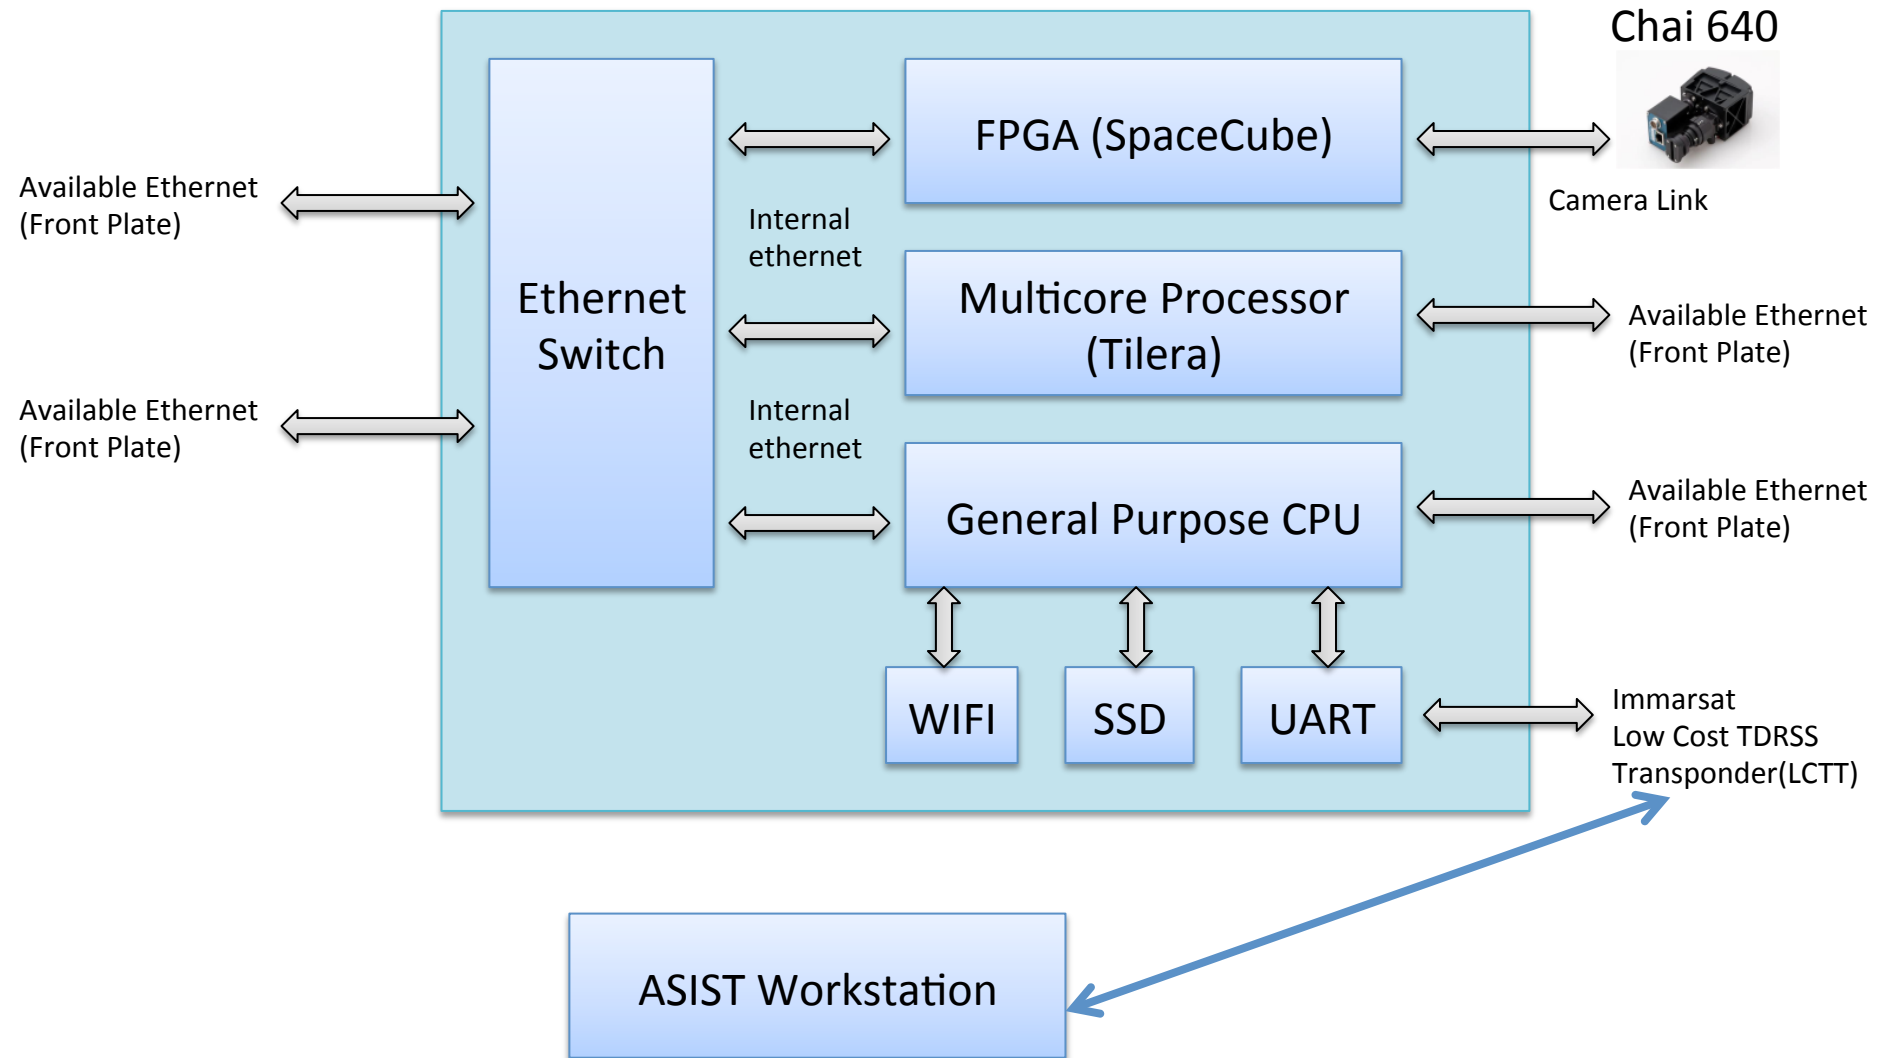 Chai 640
FPGA (SpaceCube)
Camera Link
Available Ethernet
(Front Plate)
Internal
ethernet
Ethernet
Switch
Multicore Processor
(Tilera)
Available Ethernet
(Front Plate)
Available Ethernet
(Front Plate)
Internal
ethernet
General Purpose CPU
Available Ethernet
(Front Plate)
WIFI
SSD
UART
Immarsat
Low Cost TDRSS
Transponder(LCTT)
ASIST Workstation